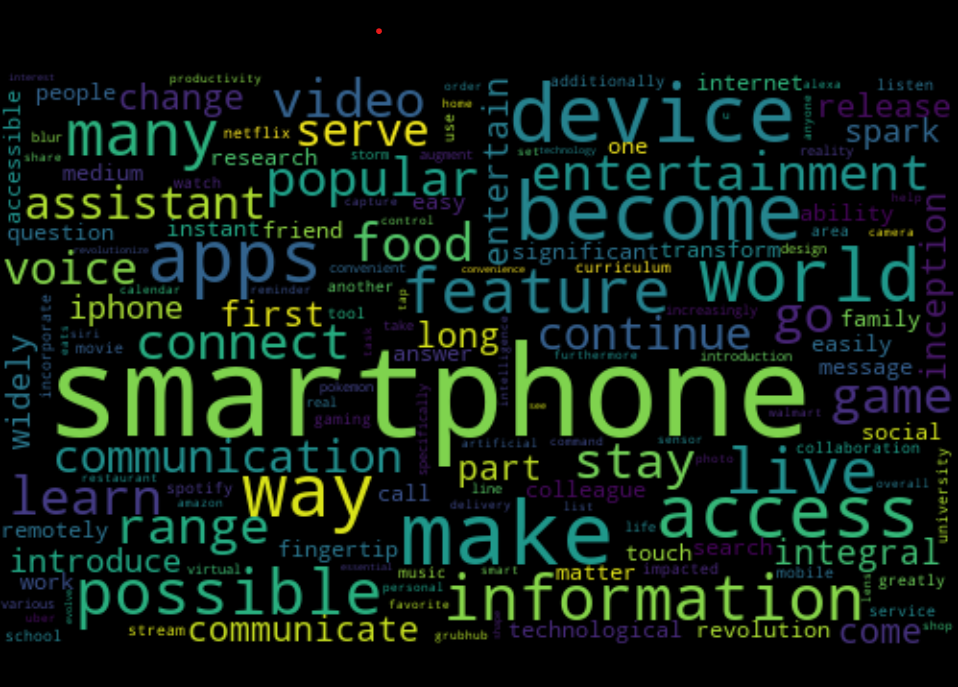 interest
productivity
order
additionally
internet
alexa
listen
people
change
video
home
device
release
accessible
blur
many
netflix
serve
use
entertain
u
anyone
spark
share
research
storm
augment
set
technology
one
reality
medium
watch
popular
entertainment
assistant
capture
easy
become
ability
help
question
instant
friend
control
area
camera
revolutionize
apps
food
significant
transform
design
voice
convenient
convenience
curriculum
world
inception
calendar
reminder
another
tap
feature
iphone
first
tool
increasingly
go
family
incorporate
eats
siri
connect
task
take
long
continue
easily
widely
movie
answer
intelligence
furthermore
introduction
message
smartphone
pokemon
real
gaming
see
walmart
game
specifically
social
communication
artificial
command
sensor
collaboration
restaurant
part
stay
photo
live
overall
learn
spotify
amazon
way
call
line
colleague
university
remotely
range
delivery
list
make
life
access
fingertip
touch
search
integral
introduce
virtual
essential
music
smart
matter
impacted
mobile
greatly
work
possible
personal
information
lens
various
evolve
favorite
service
uber
shape
school
stream
communicate
grubhub
technological
revolution
come
shop